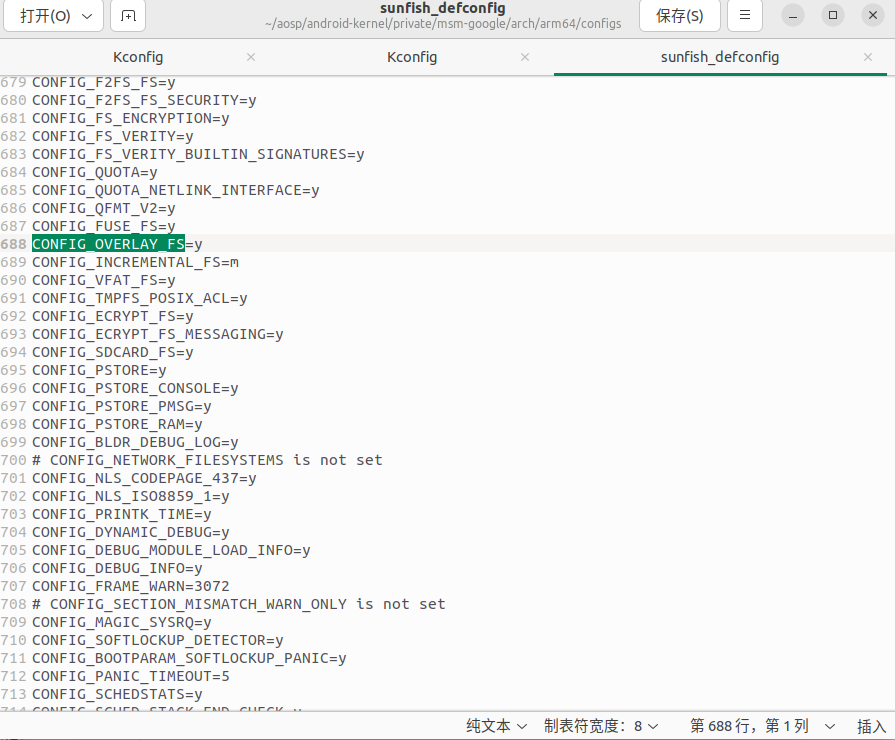 打开(O)
sunfish_defconfig
~/aosp/android-kernel/private/msm-google/arch/arm64/configs
保存(S)
Kconfig
Kconfig
sunfish_defconfig
679 CONFIG_F2FS_FS=y
680 CONFIG_F2FS_FS_SECURITY=y
681 CONFIG_FS_ENCRYPTION=y
682 CONFIG_FS_VERITY=y
683 CONFIG_FS_VERITY_BUILTIN_SIGNATURES=y
684 CONFIG_QUOTA=y
685 CONFIG_QUOTA_NETLINK_INTERFACE=y
686 CONFIG_QFMT_V2=y
687 CONFIG_FUSE_FS=y
688 CONFIG_OVERLAY_FS=y
689 CONFIG_INCREMENTAL_FS=m
690 CONFIG_VFAT_FS=y
691 CONFIG_TMPFS_POSIX_ACL=y
692 CONFIG_ECRYPT_FS=y
693 CONFIG_ECRYPT_FS_MESSAGING=y
694 CONFIG_SDCARD_FS=y
695 CONFIG_PSTORE=y
696 CONFIG_PSTORE_CONSOLE=y
697 CONFIG_PSTORE_PMSG=y
698 CONFIG_PSTORE_RAM=y
699 CONFIG_BLDR_DEBUG_LOG=y
700 # CONFIG_NETWORK_FILESYSTEMS is not set
701 CONFIG_NLS_CODEPAGE_437=y
702 CONFIG_NLS_ISO8859_1=y
703 CONFIG_PRINTK_TIME=y
704 CONFIG_DYNAMIC_DEBUG=y
705 CONFIG_DEBUG_MODULE_LOAD_INFO=y
706 CONFIG_DEBUG_INFO=y
707 CONFIG_FRAME_WARN=3072
708 # CONFIG_SECTION_MISMATCH_WARN_ONLY is not set
709 CONFIG_MAGIC_SYSRQ=y
710 CONFIG_SOFTLOCKUP_DETECTOR=y
711 CONFIG_BOOTPARAM_SOFTLOCKUP_PANIC=y
712 CONFIG_PANIC_TIMEOUT=5
713 CONFIG_SCHEDSTATS=y
714 CONFIG_SCHED_STACK_END_CHECK=y
纯文本 制表符宽度：8 第 688 行，第 1 列 插入